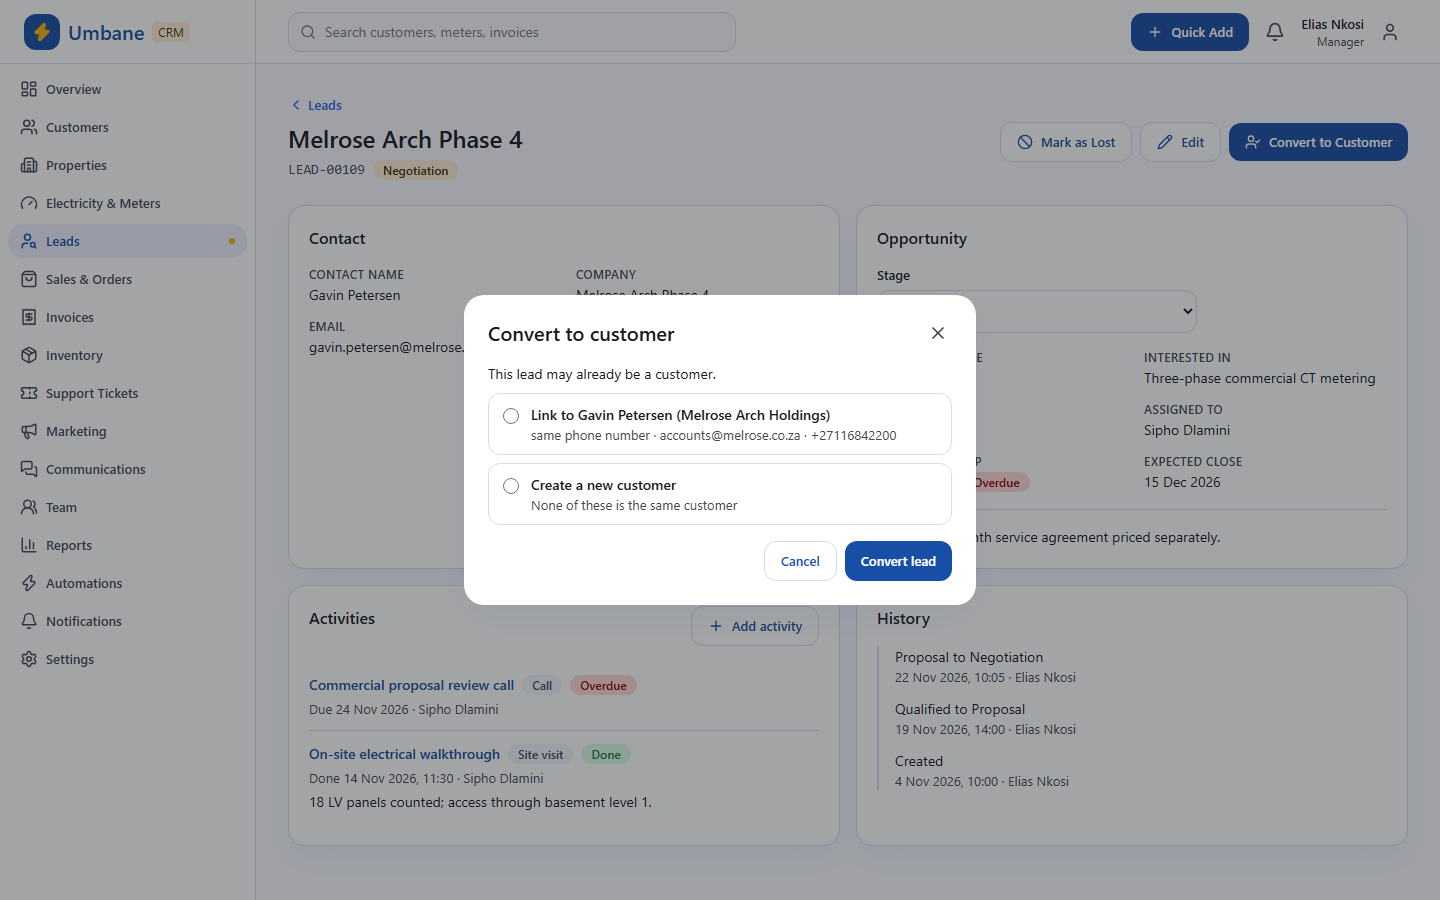 Umbane CRM
Search customers, meters, invoices
Quick Add
Elias Nkosi
Manager
Overview
Customers
Properties
Electricity & Meters
Leads
Sales & Orders
Invoices
Inventory
Support Tickets
Marketing
Communications
Team
Reports
Automations
Notifications
Settings
Leads
Melrose Arch Phase 4
LEAD-00109 Negotiation
Mark as Lost
Edit
Convert to Customer
Contact
CONTACT NAME
Gavin Petersen
COMPANY
Melrose Arch Phase 4
EMAIL
gavin.petersen@melrose.
Opportunity
Stage
INTERESTED IN
Three-phase commercial CT metering
ASSIGNED TO
Sipho Dlamini
Overdue
EXPECTED CLOSE
15 Dec 2026
service agreement priced separately.
Convert to customer
This lead may already be a customer.
Link to Gavin Petersen (Melrose Arch Holdings)
same phone number · accounts@melrose.co.za · +27116842200
Create a new customer
None of these is the same customer
Cancel
Convert lead
Activities
Add activity
Commercial proposal review call Call Overdue
Due 24 Nov 2026 · Sipho Dlamini
On-site electrical walkthrough Site visit Done
Done 14 Nov 2026, 11:30 · Sipho Dlamini
18 LV panels counted; access through basement level 1.
History
Proposal to Negotiation
22 Nov 2026, 10:05 · Elias Nkosi
Qualified to Proposal
19 Nov 2026, 14:00 · Elias Nkosi
Created
4 Nov 2026, 10:00 · Elias Nkosi